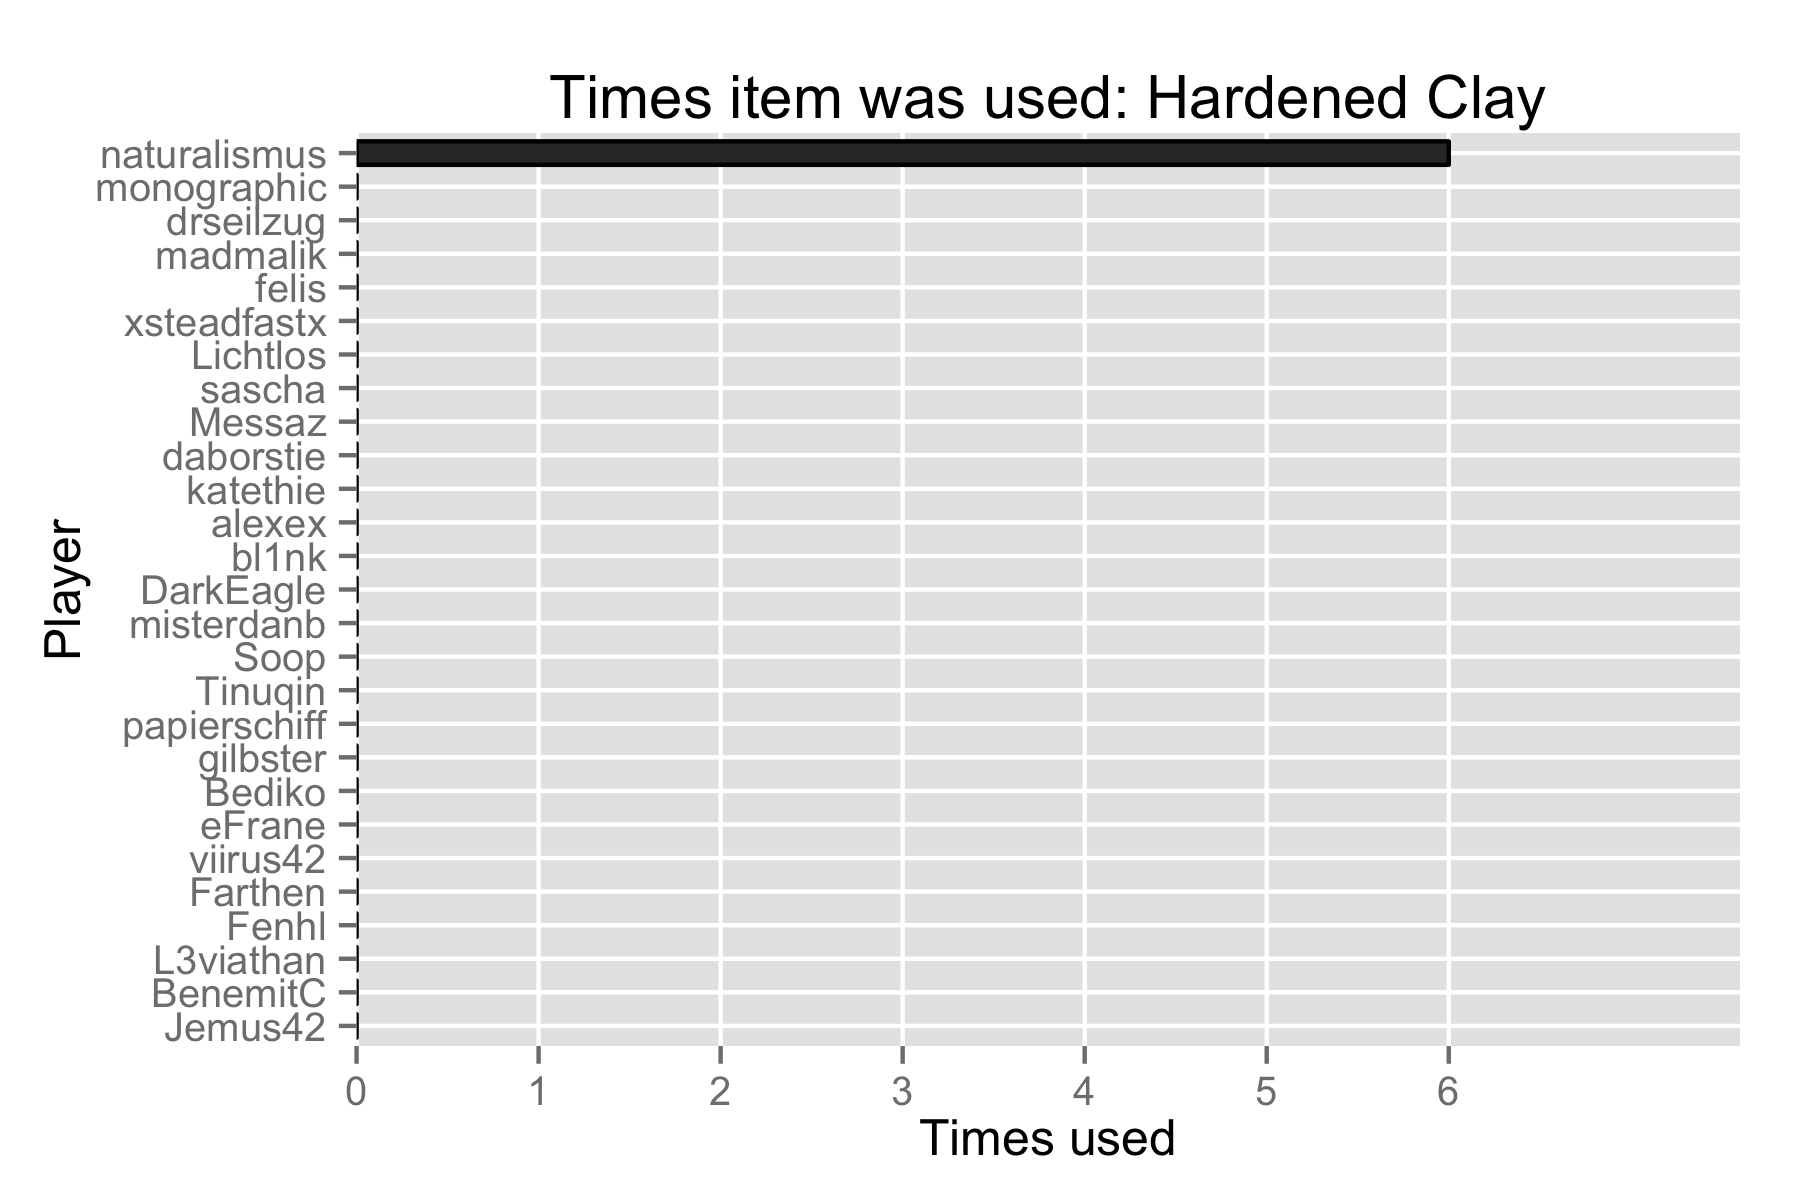 Times item was used: Hardened Clay
naturalismus
monographic
drseilzug
madmalik
felis
xsteadfastx
Lichtlos
sascha
Messaz
daborstie
katethie
alexex
bl1nk
DarkEagle
misterdanb
Soop
Tinuqin
papierschiff
gilbster
Bediko
eFrane
viirus42
Farthen
Fenhl
L3viathan
BenemitC
Jemus42
Player
0 1 2 3 4 5 6
Times used